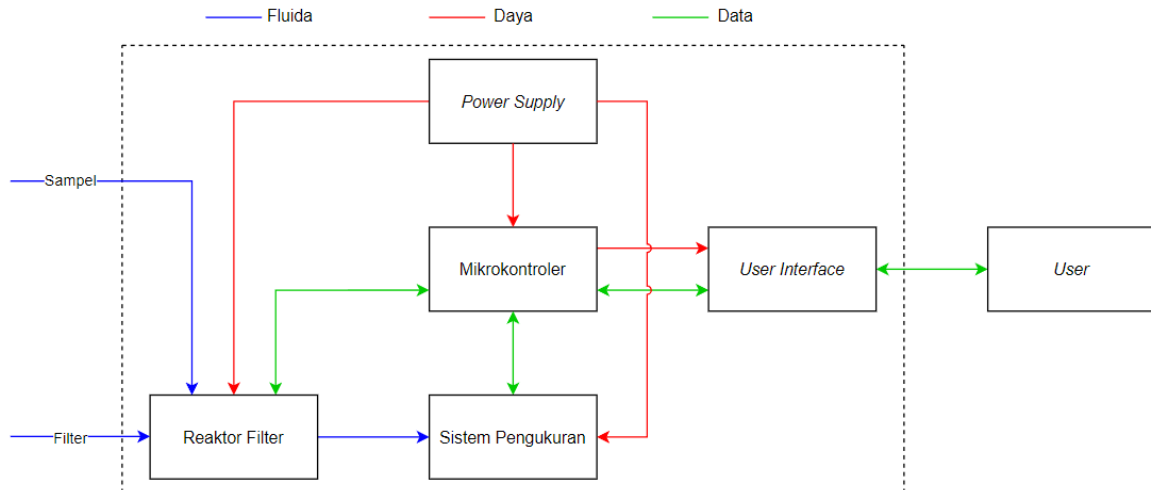 Fluida
Daya
Data
Power Supply
Sampel
Mikrokontroler
User Interface
User
Filter
Reaktor Filter
Sistem Pengukuran